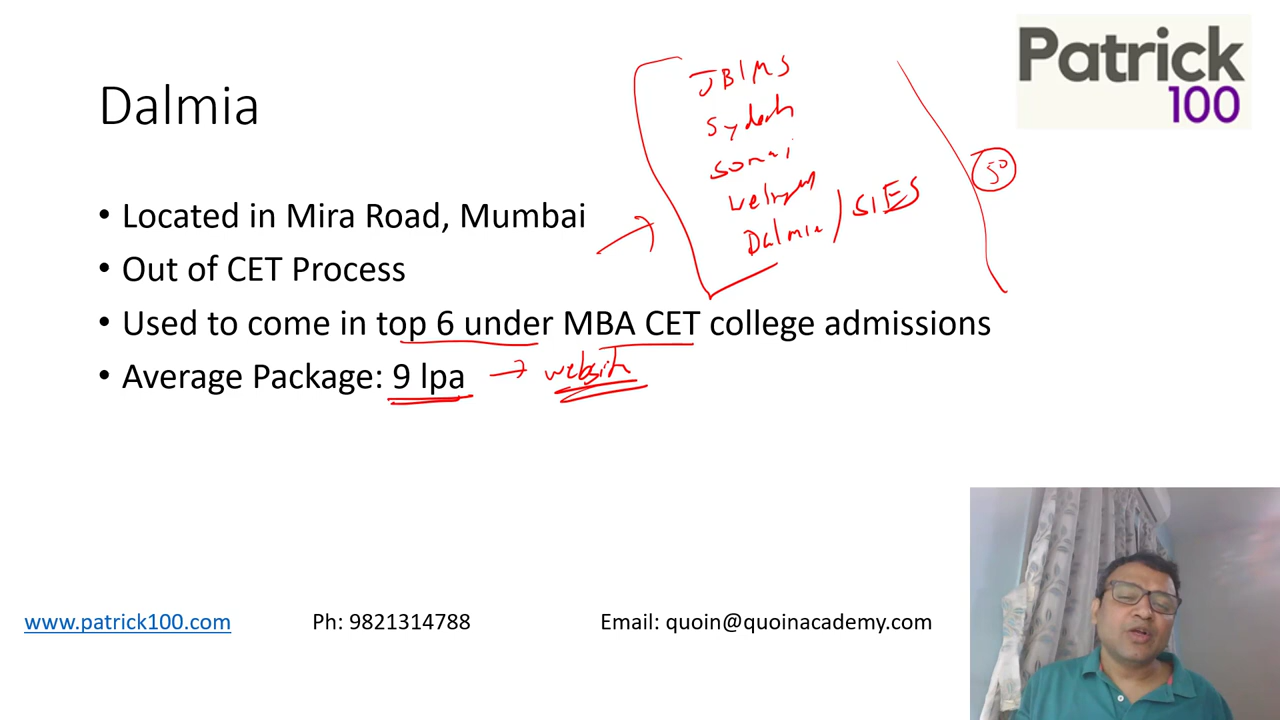 Patrick
100
Dalmia
JBIMS
Sydenh
Somai
Welingkar
Dalmia / SIES
50
• Located in Mira Road, Mumbai
• Out of CET Process
• Used to come in top 6 under MBA CET college admissions
• Average Package: 9 lpa → website
www.patrick100.com Ph: 9821314788 Email: quoin@quoinacademy.com